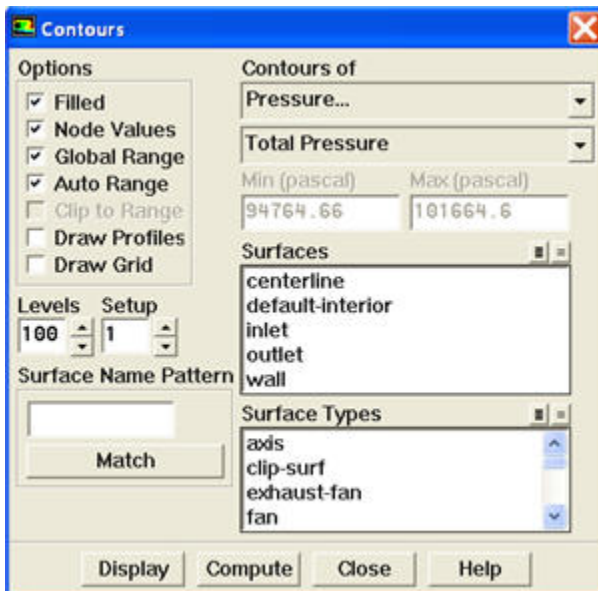 Contours
Options
Filled
Node Values
Global Range
Auto Range
Clip to Range
Draw Profiles
Draw Grid
Levels Setup
100 1
Surface Name Pattern
Match
Contours of
Pressure...
Total Pressure
Min (pascal) Max (pascal)
94764.66 101664.6
Surfaces
centerline
default-interior
inlet
outlet
wall
Surface Types
axis
clip-surf
exhaust-fan
fan
Display Compute Close Help